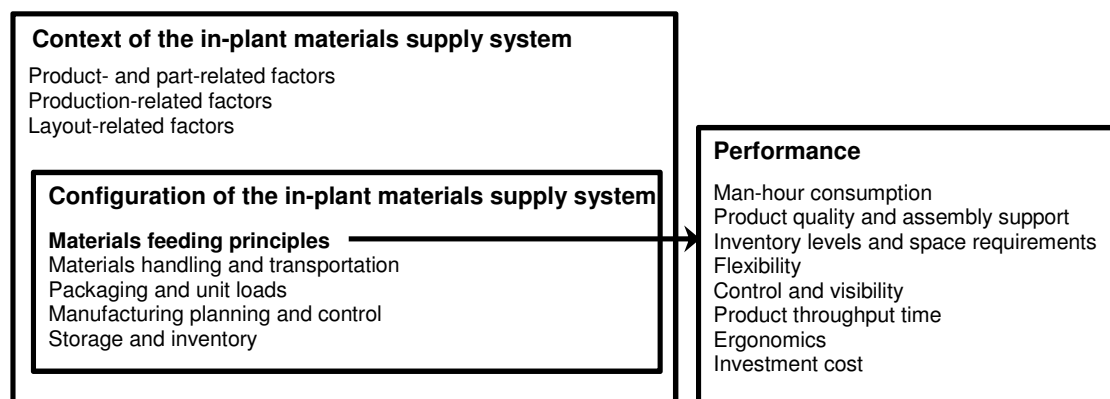 Context of the in-plant materials supply system
Product- and part-related factors
Production-related factors
Layout-related factors
Configuration of the in-plant materials supply system
Materials feeding principles
Materials handling and transportation
Packaging and unit loads
Manufacturing planning and control
Storage and inventory
Performance
Man-hour consumption
Product quality and assembly support
Inventory levels and space requirements
Flexibility
Control and visibility
Product throughput time
Ergonomics
Investment cost